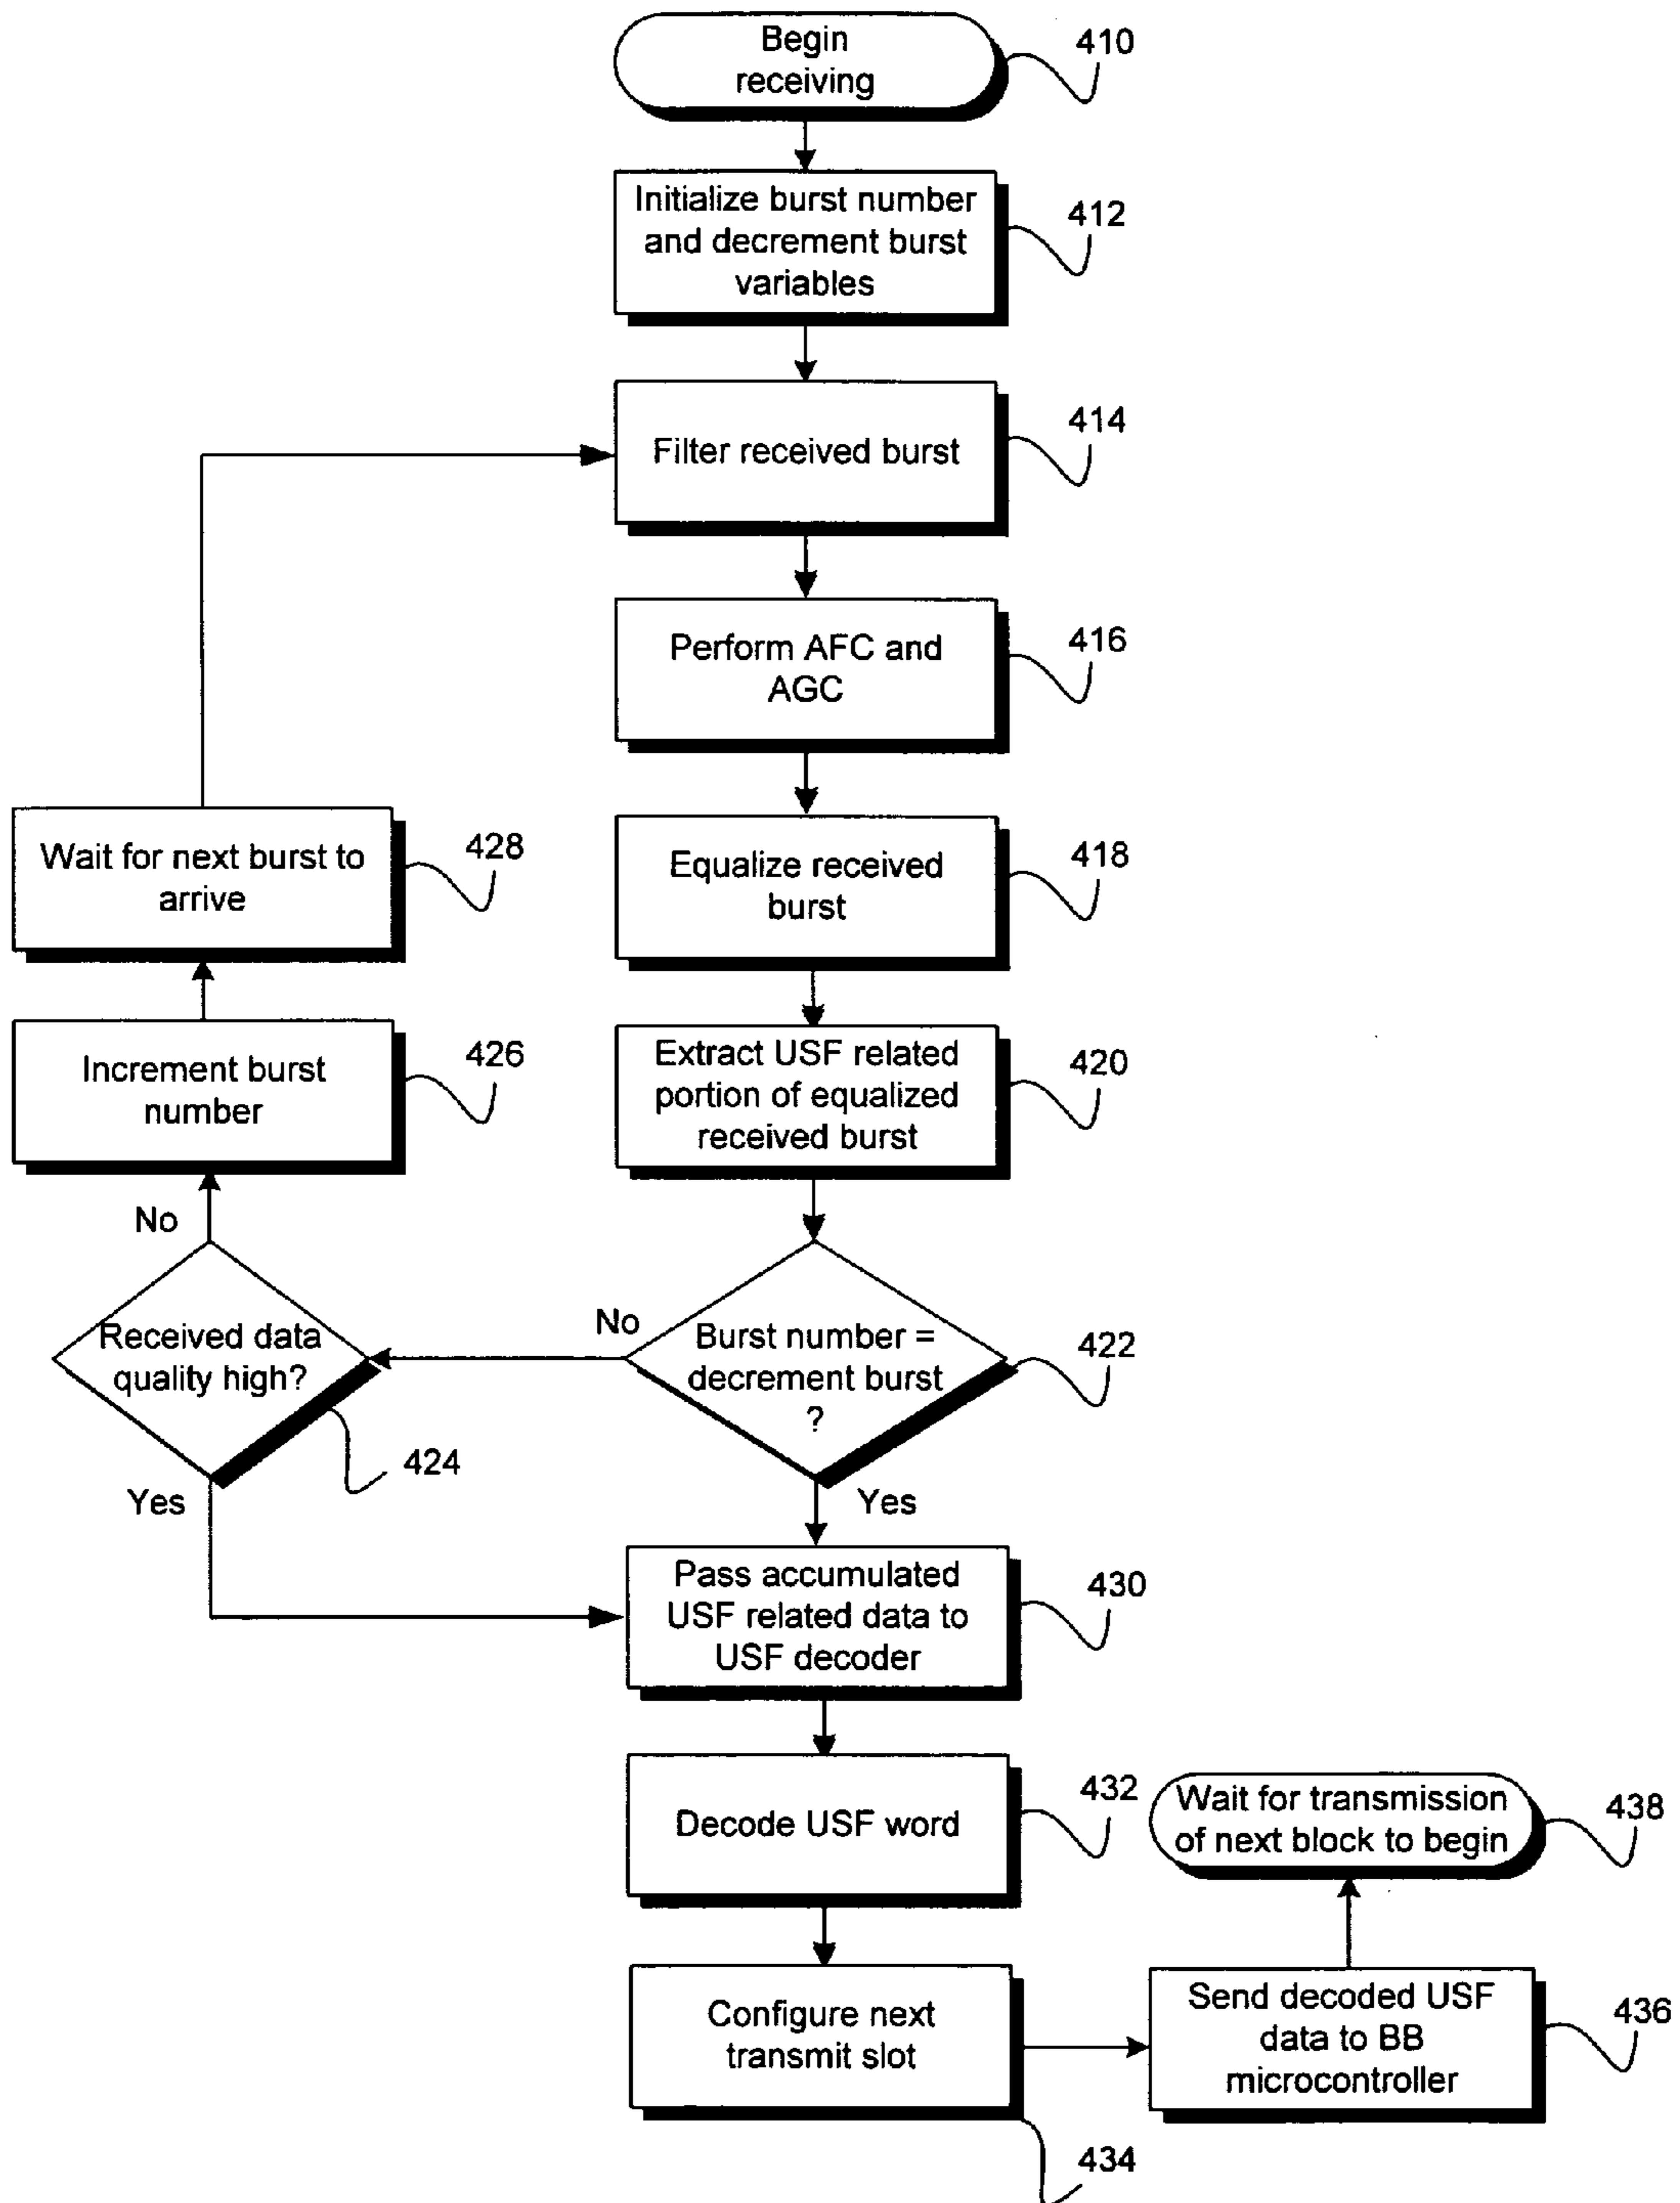 Begin
receiving
410
Initialize burst number
and decrement burst
variables
412
Filter received burst
414
Perform AFC and
AGC
416
Wait for next burst to
arrive
428
Equalize received
burst
418
Increment burst
number
426
Extract USF related
portion of equalized
received burst
420
No
Received data
quality high?
424
Yes
No
Burst number =
decrement burst
?
422
Yes
Pass accumulated
USF related data to
USF decoder
430
Decode USF word
432
Wait for transmission
of next block to begin
438
Configure next
transmit slot
434
Send decoded USF
data to BB
microcontroller
436